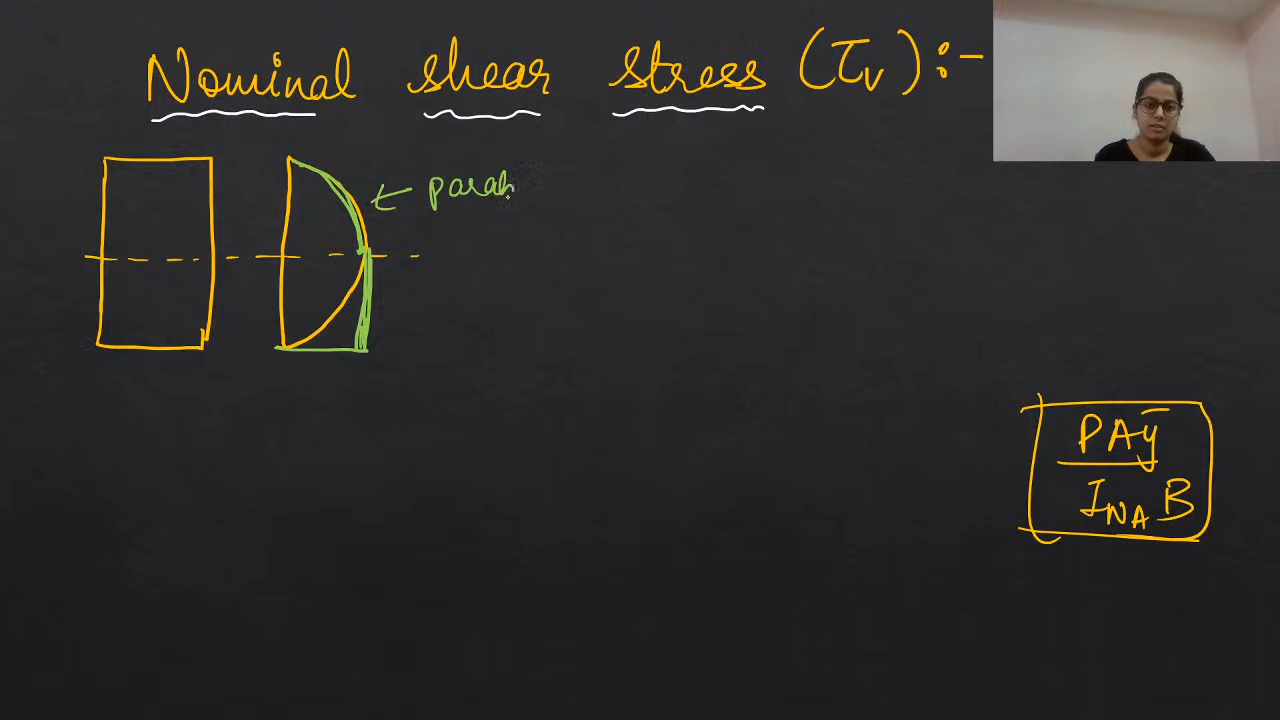 Nominal shear stress (τv) :-
parab
PAȳ
INA B